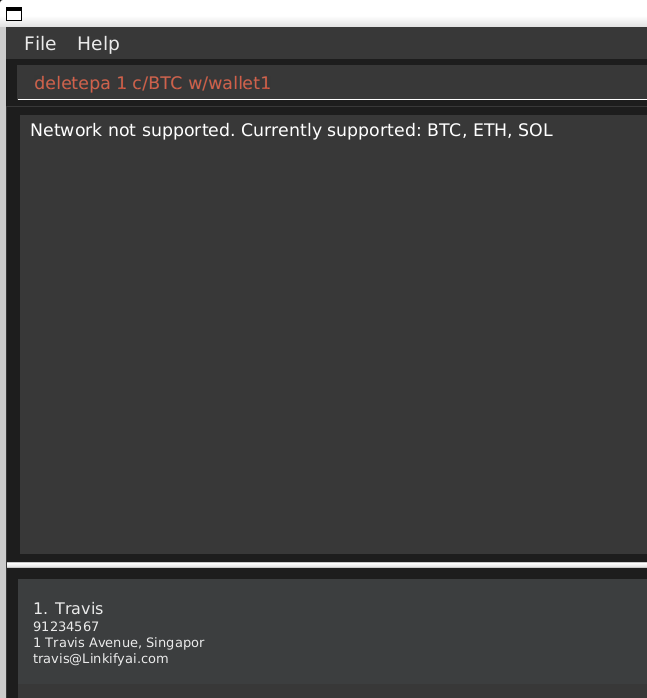 File Help
deletepa 1 c/BTC w/wallet1
Network not supported. Currently supported: BTC, ETH, SOL
1. Travis
91234567
1 Travis Avenue, Singapor
travis@Linkifyai.com